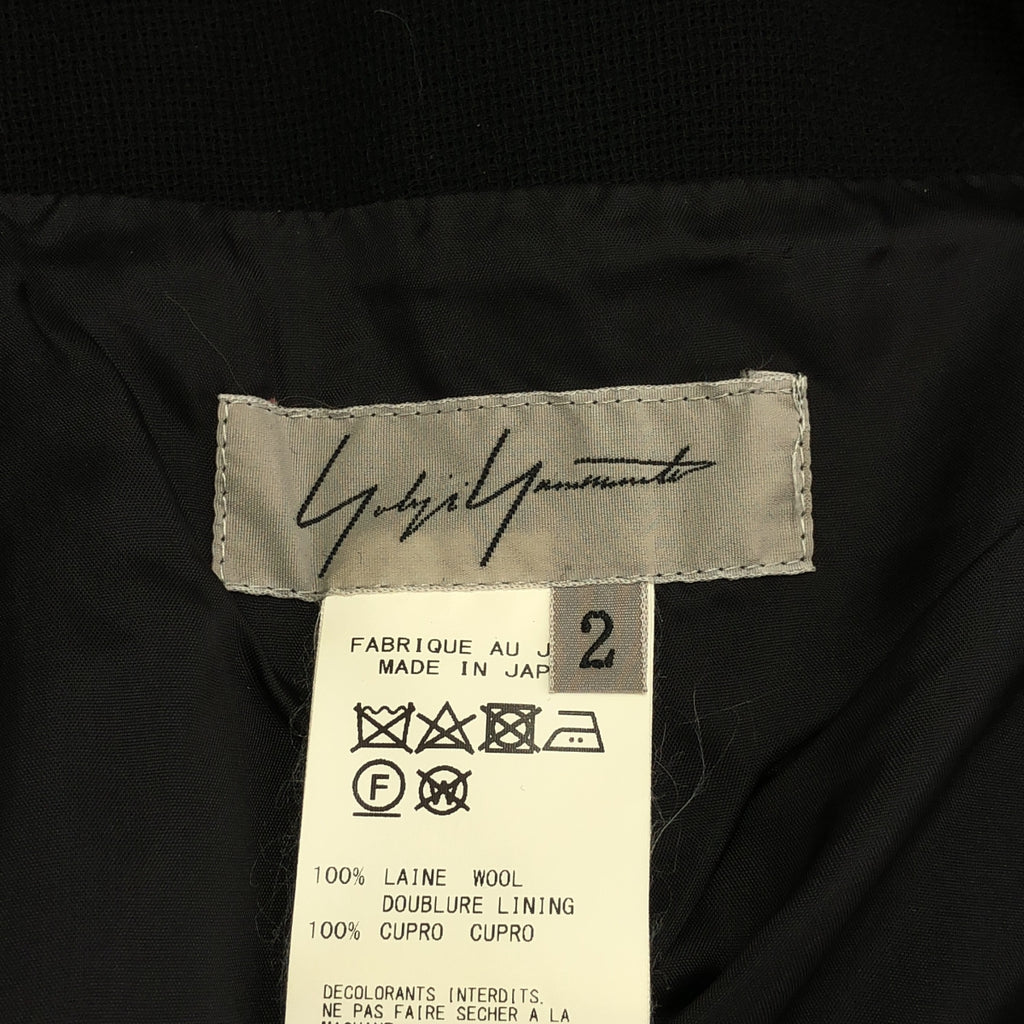 Yohji Yamamoto
2
FABRIQUE AU J
MADE IN JAP
F
W
100% LAINE WOOL
DOUBLURE LINING
100% CUPRO CUPRO
DECOLORANTS INTERDITS.
NE PAS FAIRE SECHER A LA